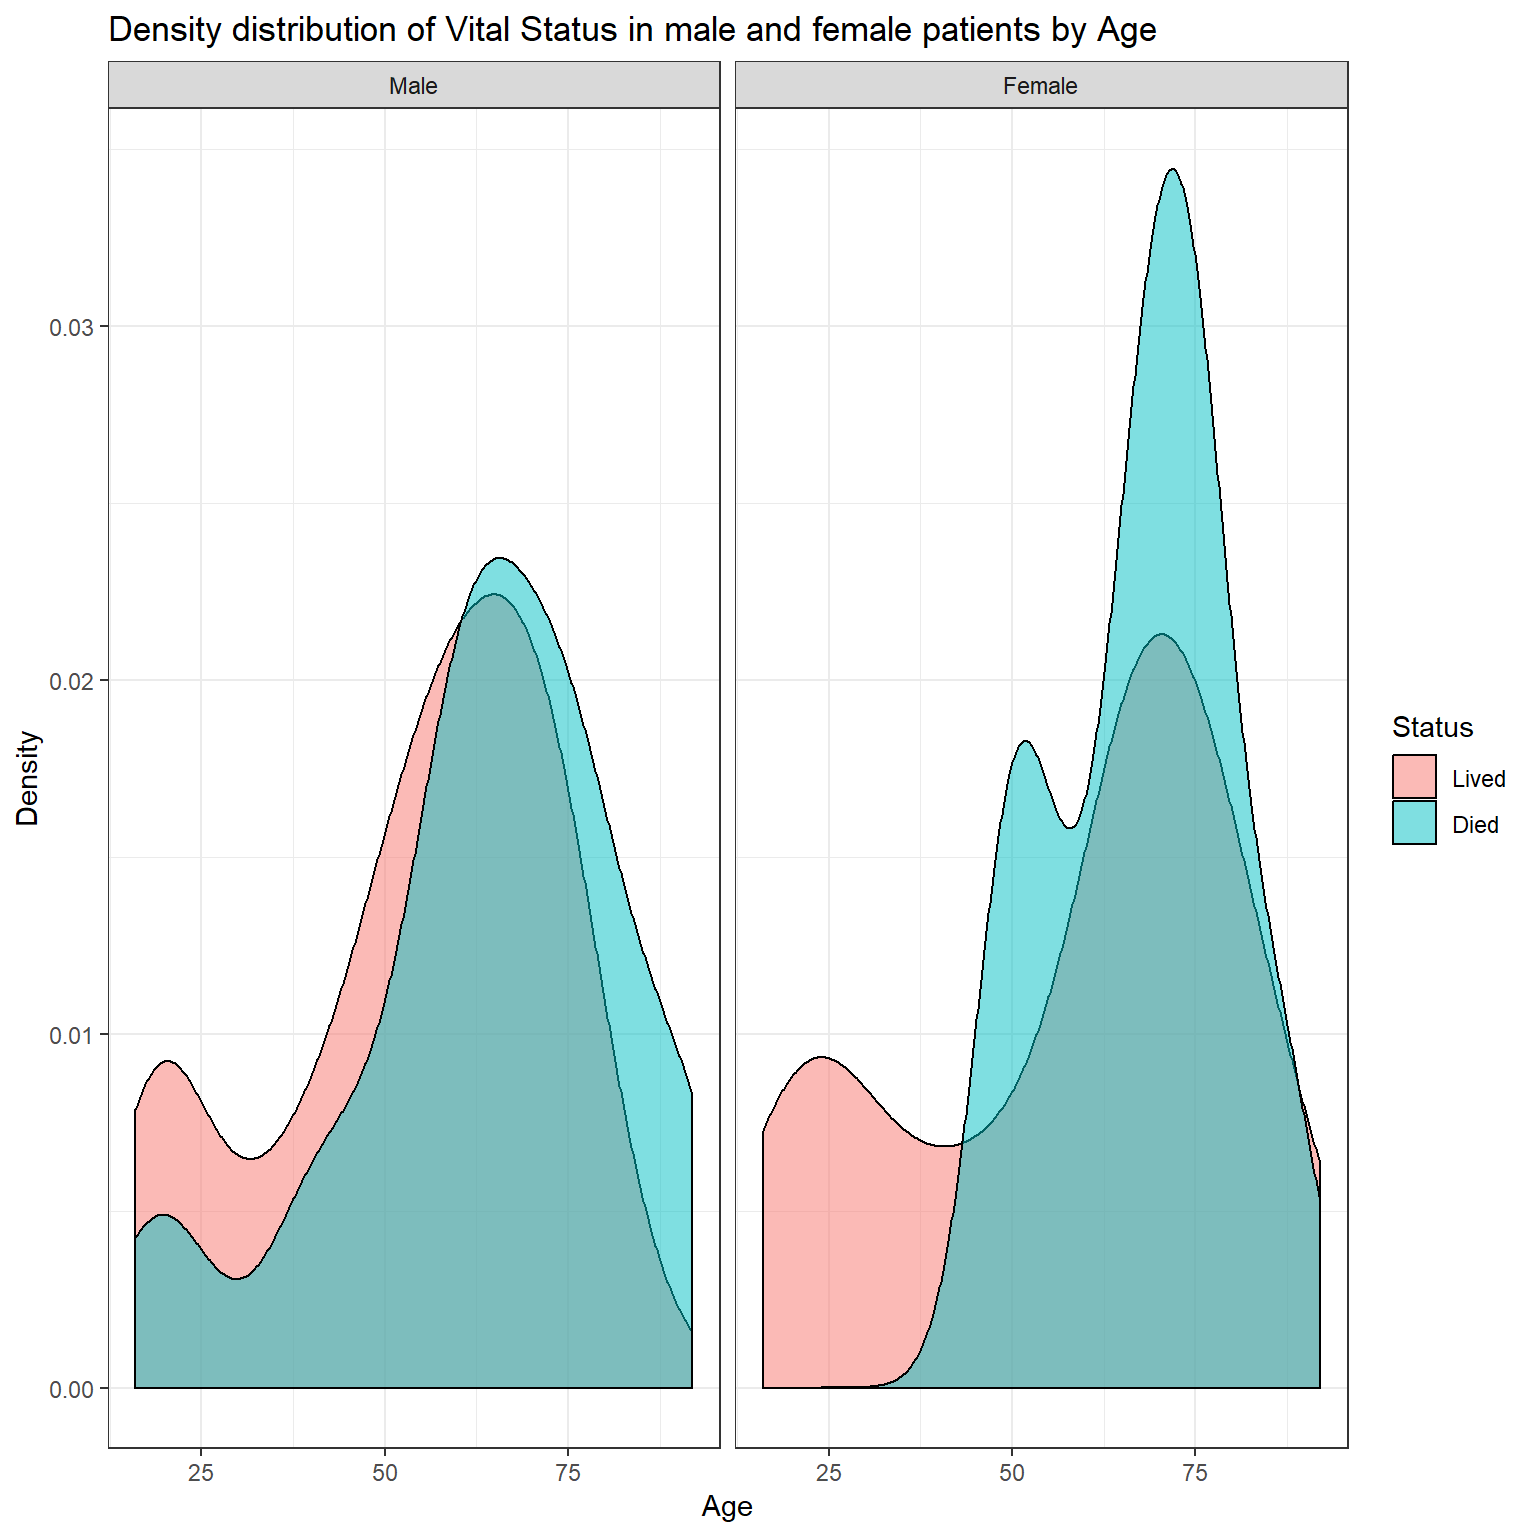 Density distribution of Vital Status in male and female patients by Age
Male
Female
0.03
0.02
0.01
0.00
Density
25
50
75
25
50
75
Age
Status
Lived
Died